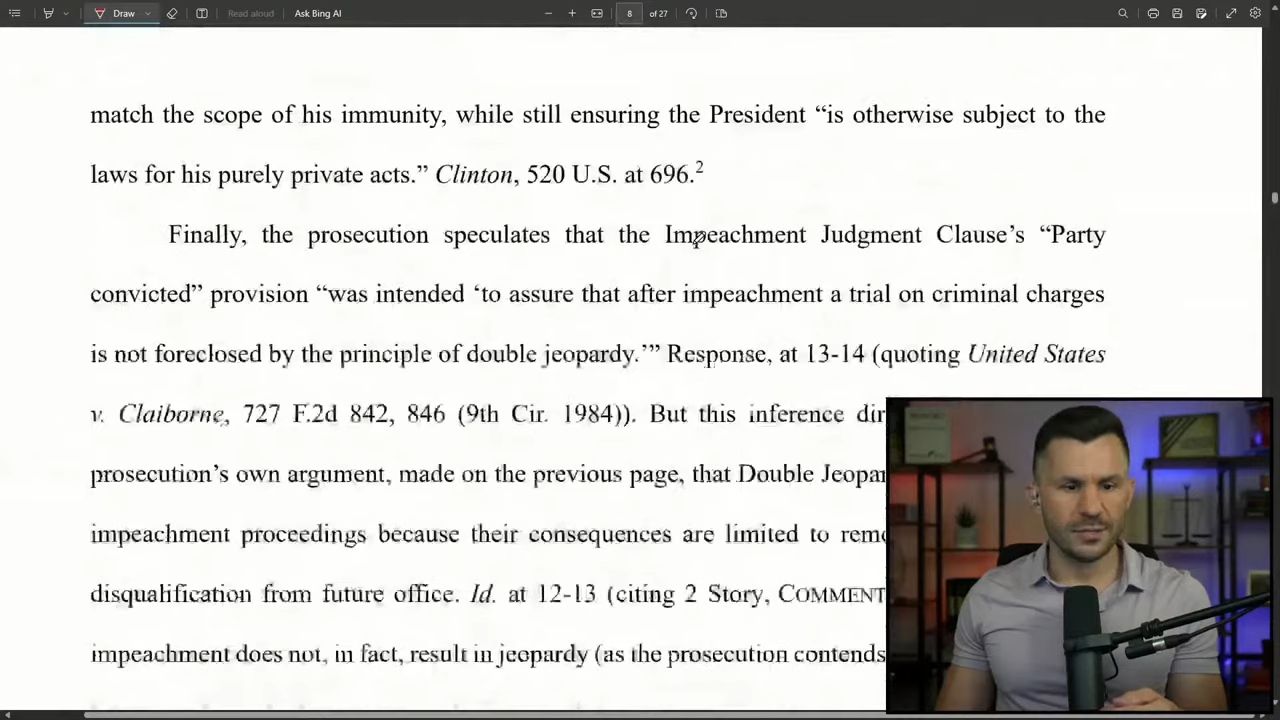 Draw
Read aloud
Ask Bing AI
8
of 27
match the scope of his immunity, while still ensuring the President “is otherwise subject to the
laws for his purely private acts.” Clinton, 520 U.S. at 696.2
Finally, the prosecution speculates that the Impeachment Judgment Clause’s “Party
convicted” provision “was intended ‘to assure that after impeachment a trial on criminal charges
is not foreclosed by the principle of double jeopardy.’” Response, at 13-14 (quoting United States
v. Claiborne, 727 F.2d 842, 846 (9th Cir. 1984)). But this inference
prosecution’s own argument, made on the previous page, that Double
impeachment proceedings because their consequences are limited to
disqualification from future office. Id. at 12-13 (citing 2 Story,
impeachment does not, in fact, result in jeopardy (as the prosecution contends